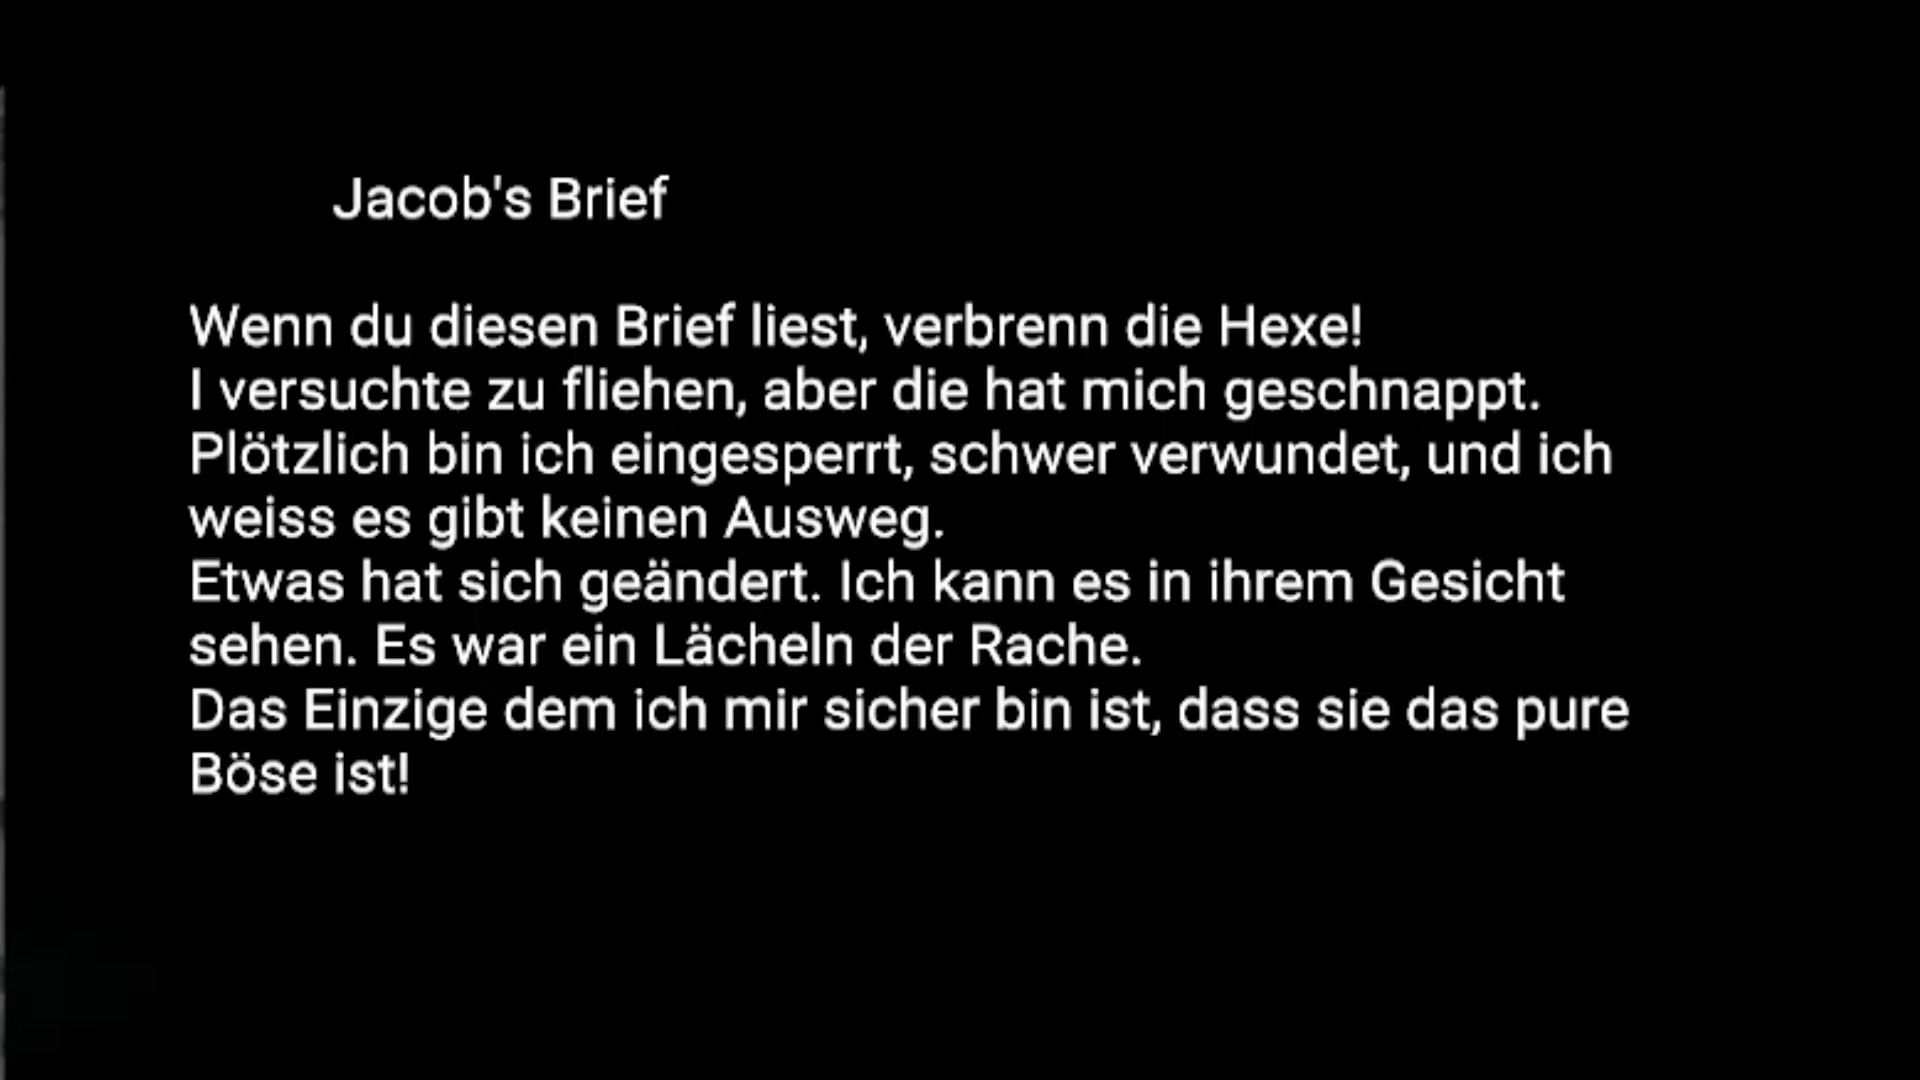 Jacob's Brief
Wenn du diesen Brief liest, verbrenn die Hexe!
I versuchte zu fliehen, aber die hat mich geschnappt.
Plötzlich bin ich eingesperrt, schwer verwundet, und ich
weiss es gibt keinen Ausweg.
Etwas hat sich geändert. Ich kann es in ihrem Gesicht
sehen. Es war ein Lächeln der Rache.
Das Einzige dem ich mir sicher bin ist, dass sie das pure
Böse ist!